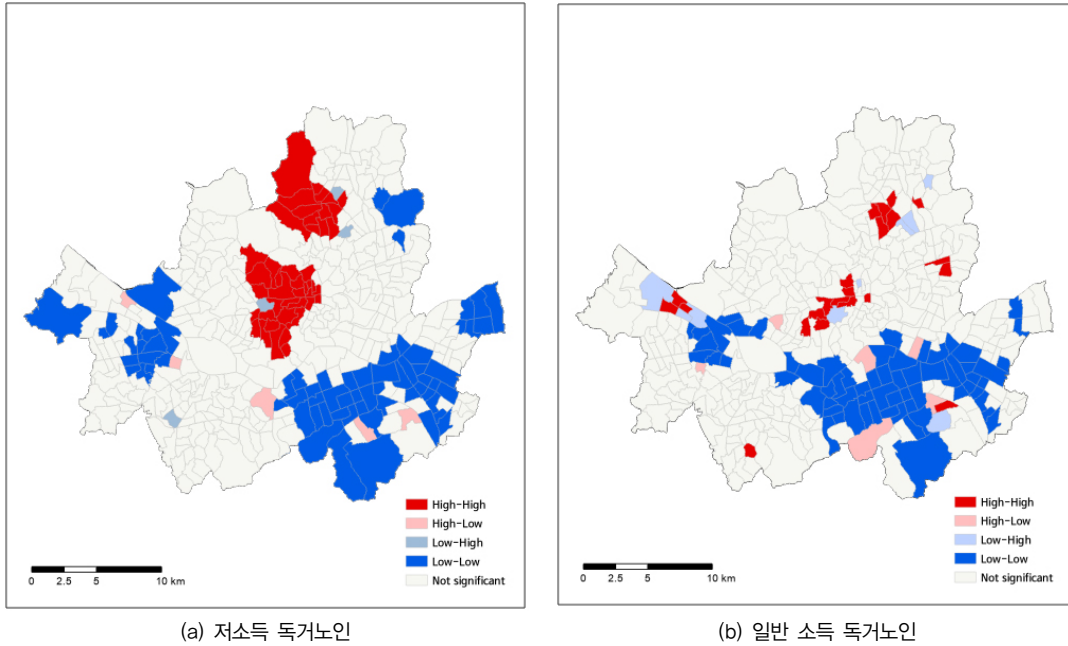 High-High
High-Low
Low-High
Low-Low
Not significant
0 2.5 5 10 km
(a) 저소득 독거노인
High-High
High-Low
Low-High
Low-Low
Not significant
0 2.5 5 10 km
(b) 일반 소득 독거노인